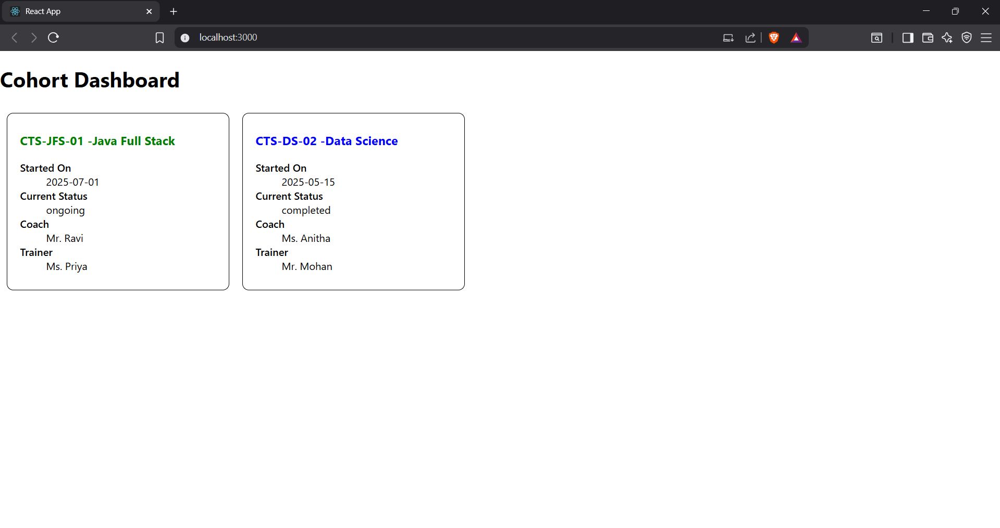 React App
localhost:3000
Cohort Dashboard
CTS-JFS-01 -Java Full Stack
Started On
2025-07-01
Current Status
ongoing
Coach
Mr. Ravi
Trainer
Ms. Priya
CTS-DS-02 -Data Science
Started On
2025-05-15
Current Status
completed
Coach
Ms. Anitha
Trainer
Mr. Mohan